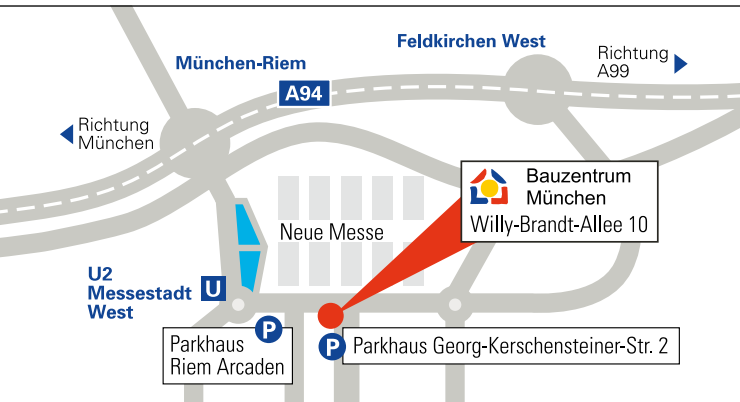 Feldkirchen West
München-Riem
Richtung
A99
A94
Richtung
München
Bauzentrum
München
Willy-Brandt-Allee 10
Neue Messe
U2
Messestadt
West
U
P
Parkhaus
Riem Arcaden
P
Parkhaus Georg-Kerschensteiner-Str. 2